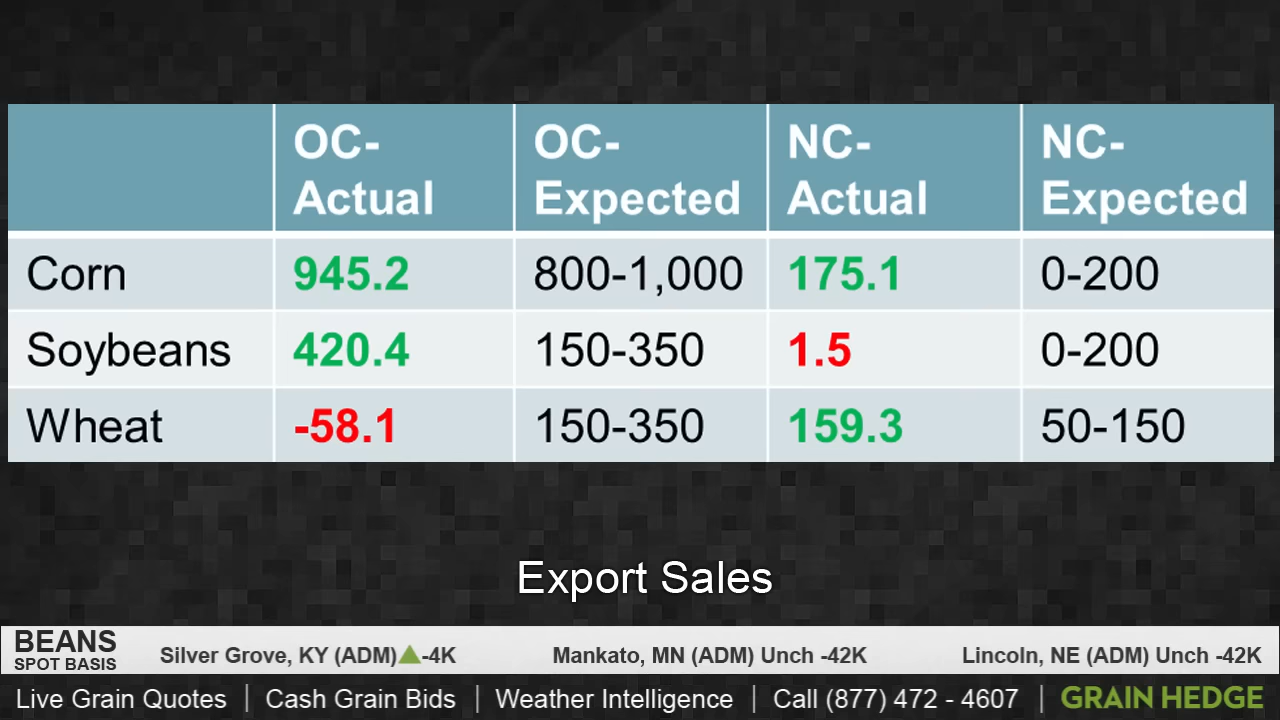 OC-Actual OC-Expected NC-Actual NC-Expected
Corn 945.2 800-1,000 175.1 0-200
Soybeans 420.4 150-350 1.5 0-200
Wheat -58.1 150-350 159.3 50-150
Export Sales
BEANS
SPOT BASIS
Silver Grove, KY (ADM) ▲-4K Mankato, MN (ADM) Unch -42K Lincoln, NE (ADM) Unch -42K
Live Grain Quotes | Cash Grain Bids | Weather Intelligence | Call (877) 472 - 4607 | GRAIN HEDGE